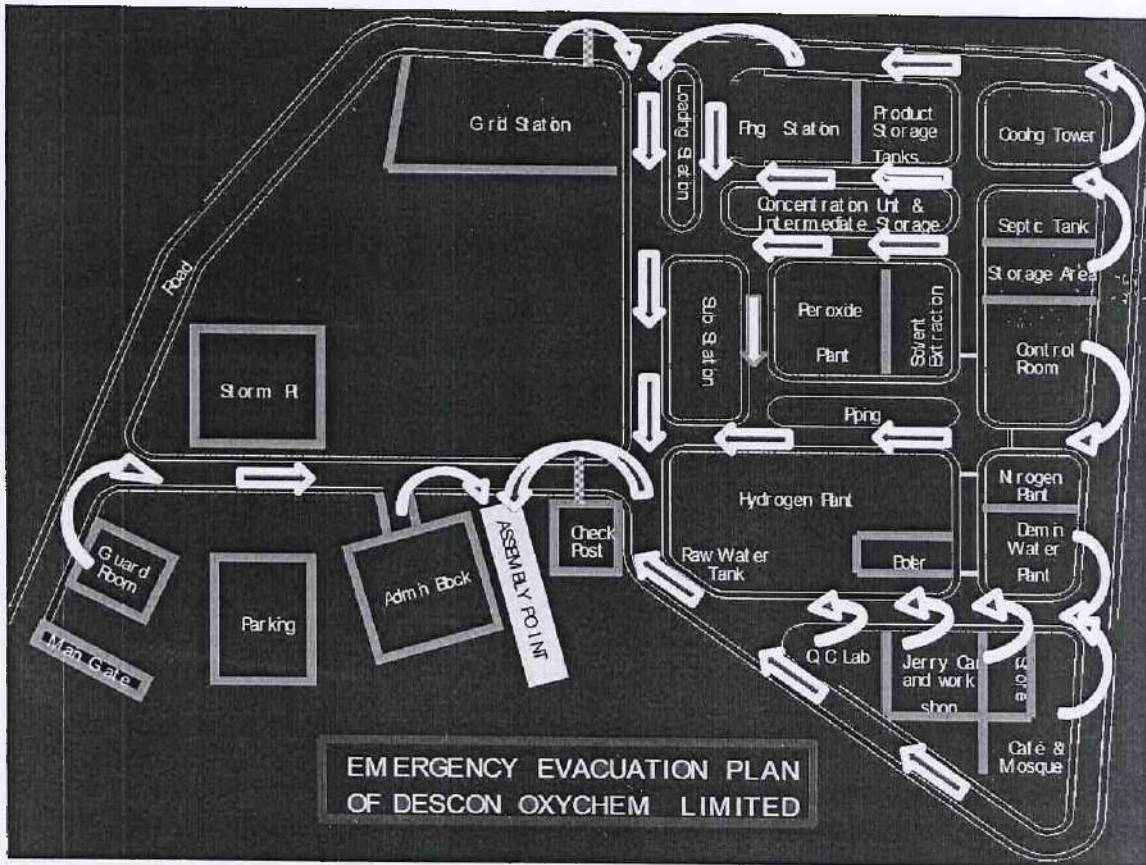 Grid Station
Loading Station
Fing Station
Product
Storage
Tanks
Cooling Tower
Concentration Unit &
Intermediate Storage
Septic Tank
Storage Area
Road
Sub Station
Peroxide
Plant
Solvent
Extraction
Control
Room
Storm Pit
Piping
Hydrogen Plant
Nitrogen
Plant
Demin
Water
Plant
Guard
Room
Parking
Admin Block
ASSEMBLY POINT
Check
Post
Raw Water
Tank
Boiler
Main Gate
Q C Lab
Jerry Can
and work
shop
Store
Café &
Mosque
EMERGENCY EVACUATION PLAN
OF DESCON OXYCHEM LIMITED